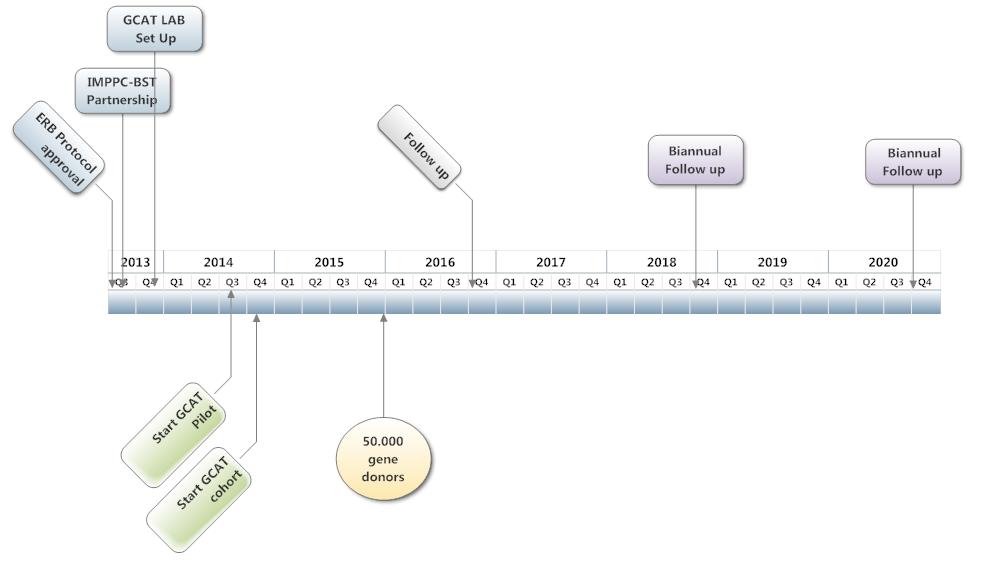 GCAT LAB
Set Up
IMPPC-BST
Partnership
ERB Protocol
approval
Follow up
Biannual
Follow up
Biannual
Follow up
2013 2014 2015 2016 2017 2018 2019 2020
Q3 Q4 Q1 Q2 Q3 Q4 Q1 Q2 Q3 Q4 Q1 Q2 Q3 Q4 Q1 Q2 Q3 Q4 Q1 Q2 Q3 Q4 Q1 Q2 Q3 Q4 Q1 Q2 Q3 Q4
Start GCAT
Pilot
Start GCAT
cohort
50.000
gene
donors